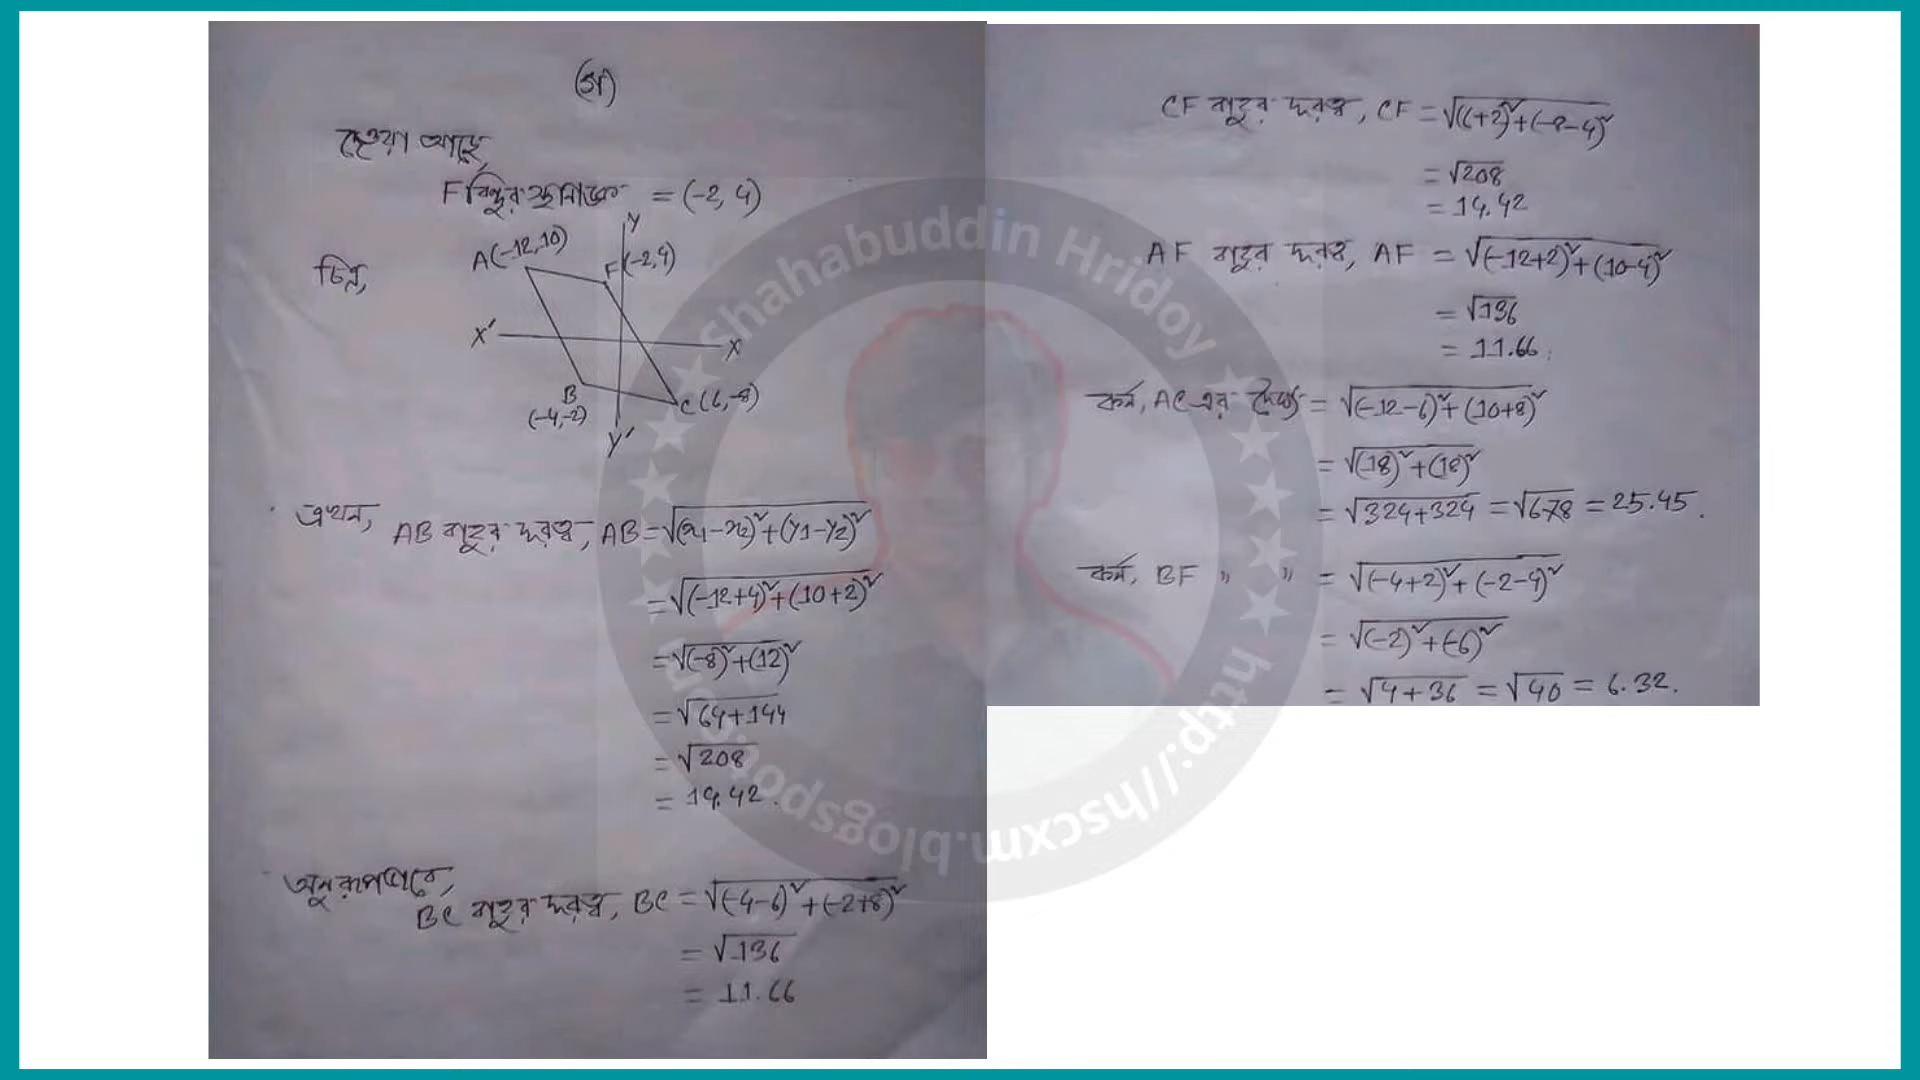 (গ)
দেওয়া আছে,
F বিন্দুর স্থানাঙ্ক = (-2, 4)
চিত্র,
Y
A(-12,10)
F(-2,4)
X′
X
B
(-4,-2)
C(6,-8)
Y′
এখন, AB বাহুর দূরত্ব, AB = √(x₁-x₂)²+(y₁-y₂)²
= √(-12+4)²+(10+2)²
= √(-8)²+(12)²
= √64+144
= √208
= 14.42.
অনুরূপভাবে,
BC বাহুর দূরত্ব, BC = √(-4-6)²+(-2+8)²
= √136
= 11.66
CF বাহুর দূরত্ব, CF = √(6+2)²+(-8-4)²
= √208
= 14.42
AF বাহুর দূরত্ব, AF = √(-12+2)²+(10-4)²
= √136
= 11.66.
কর্ণ, AC এর দৈর্ঘ্য = √(-12-6)²+(10+8)²
= √(18)²+(18)²
= √324+324 = √678 = 25.45.
কর্ণ, BF " " = √(-4+2)²+(-2-4)²
= √(-2)²+(-6)²
= √4+36 = √40 = 6.32.
Shahabuddin Hridoy
http://hscxm.blogspot.com